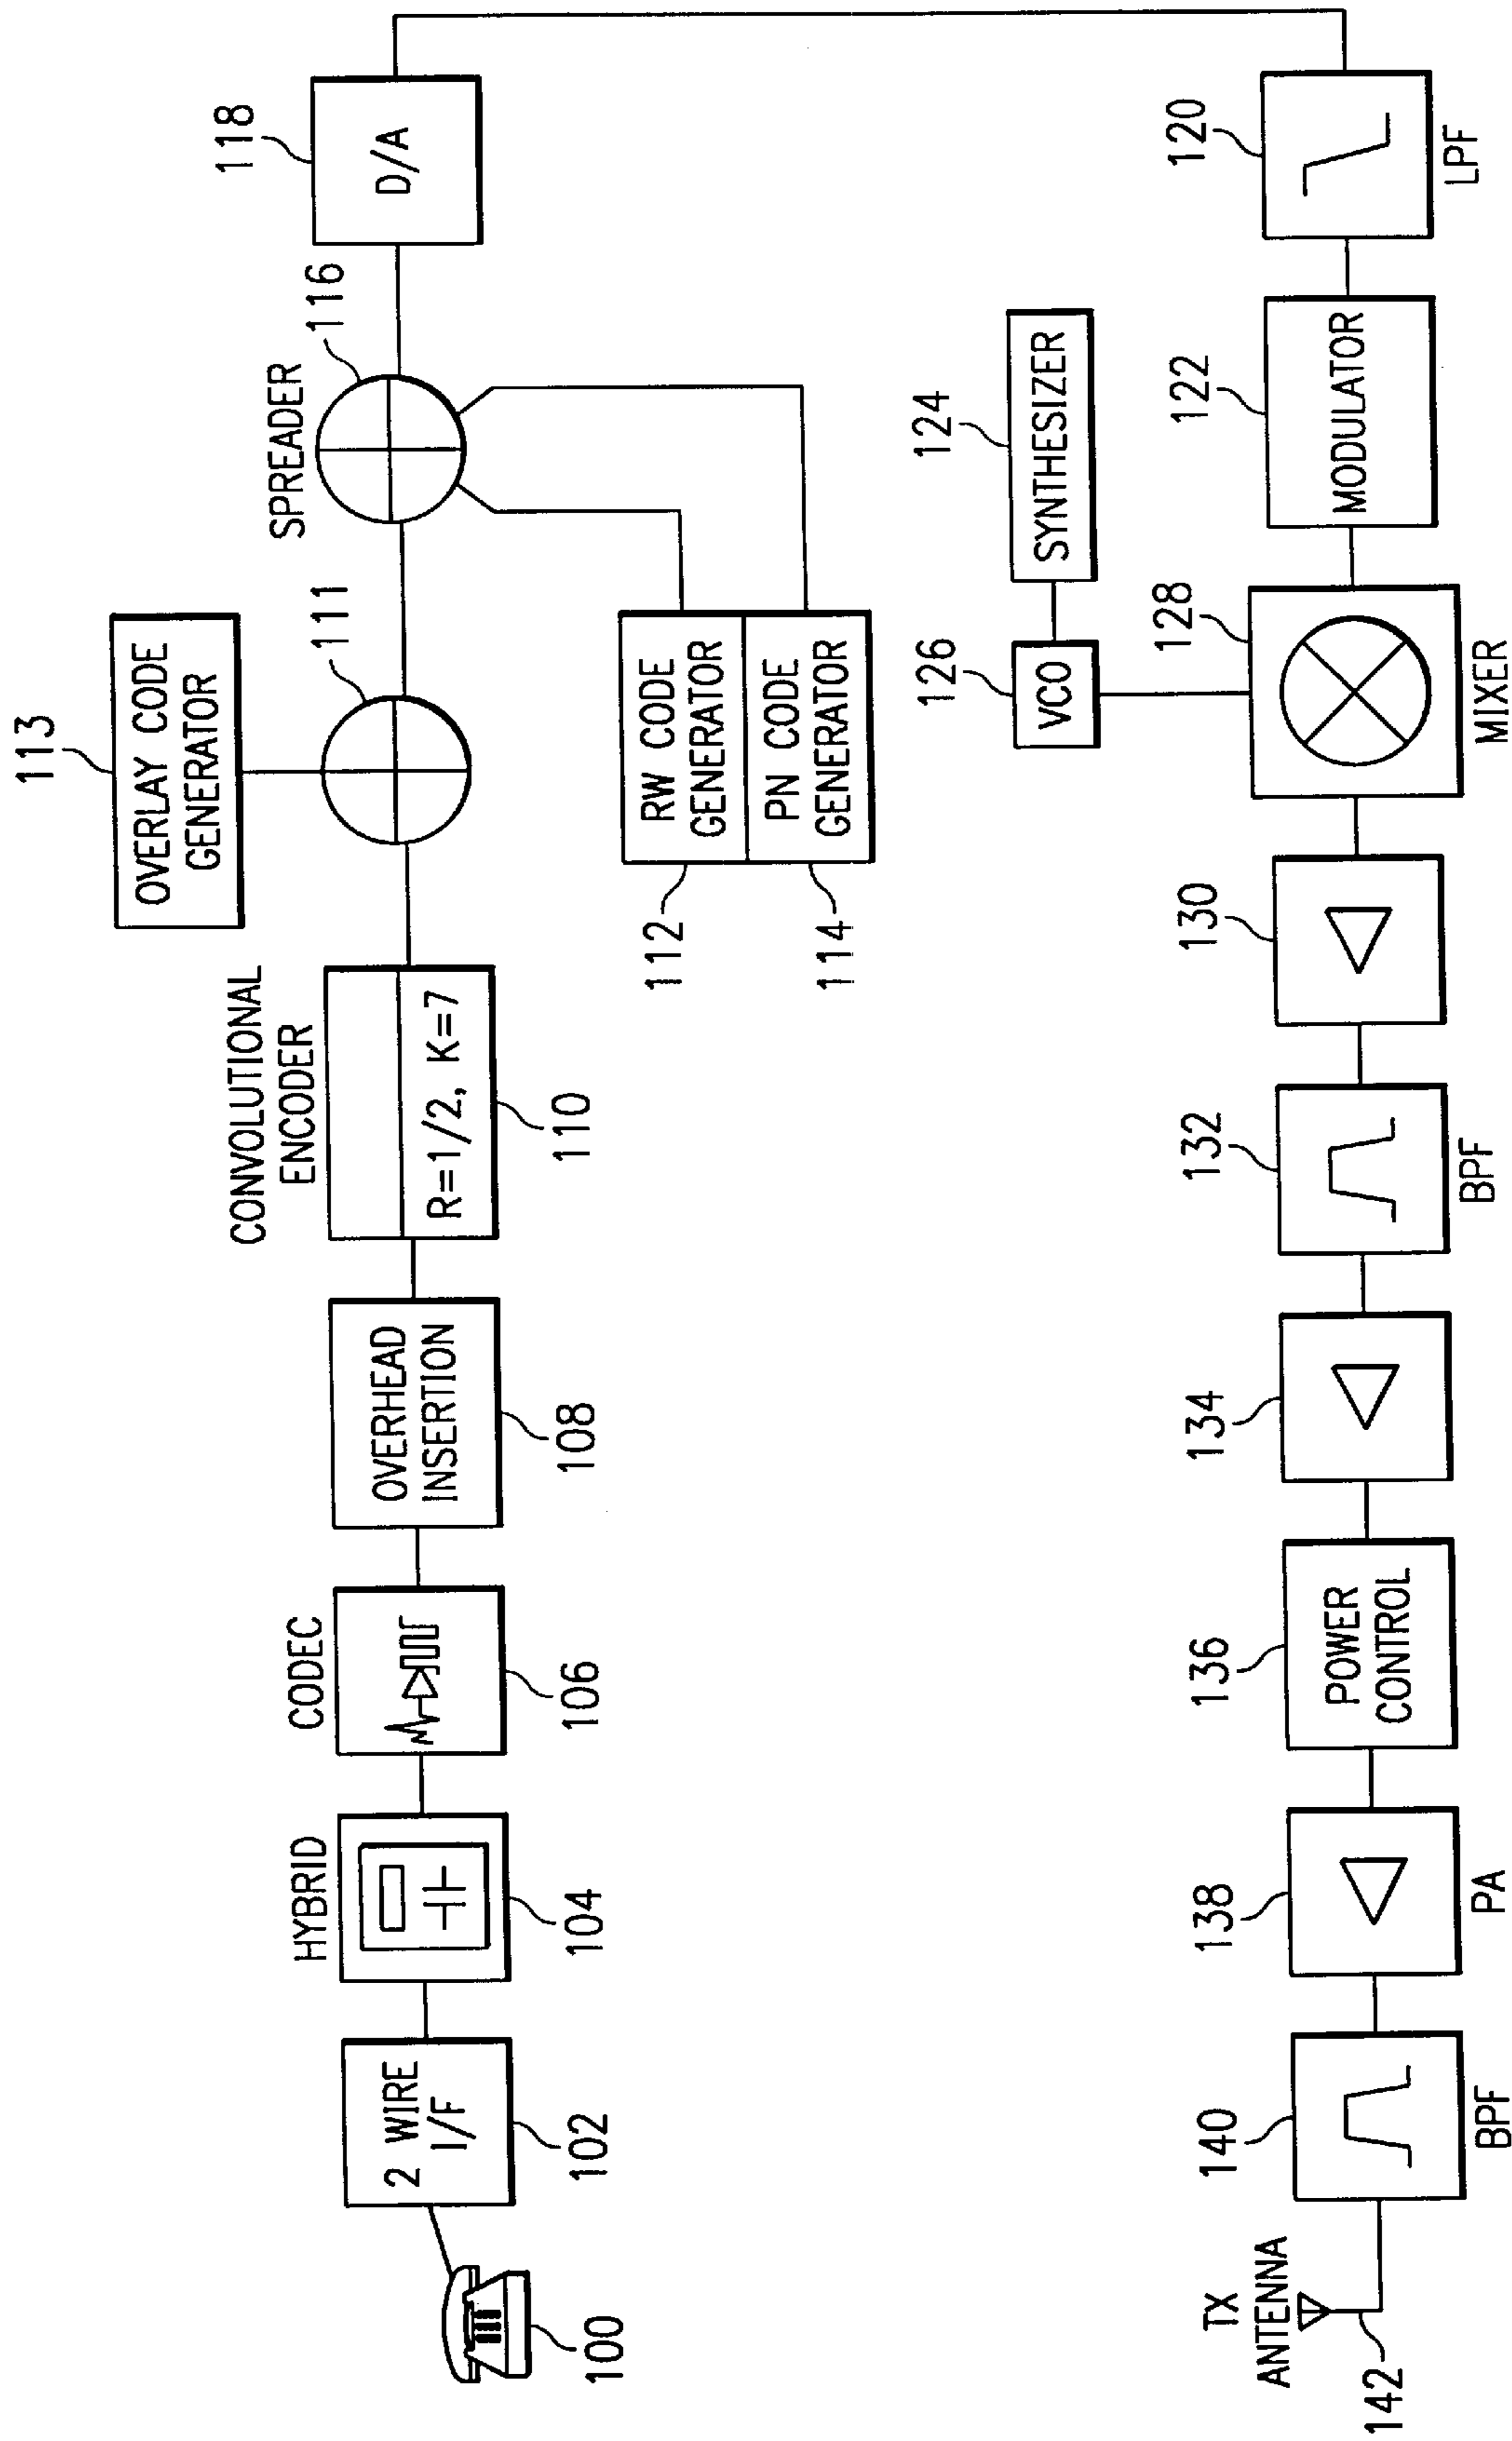 113
OVERLAY CODE
GENERATOR
118
D/A
SPREADER
116
111
CONVOLUTIONAL
ENCODER
R=1/2, K=7
110
OVERHEAD
INSERTION
108
CODEC
106
HYBRID
104
2 WIRE
I/F
102
100
RW CODE
GENERATOR
PN CODE
GENERATOR
112
114
124
SYNTHESIZER
126
VCO
TX
ANTENNA
142
140
BPF
138
PA
136
POWER
CONTROL
134
132
BPF
130
128
MIXER
122
MODULATOR
120
LPF